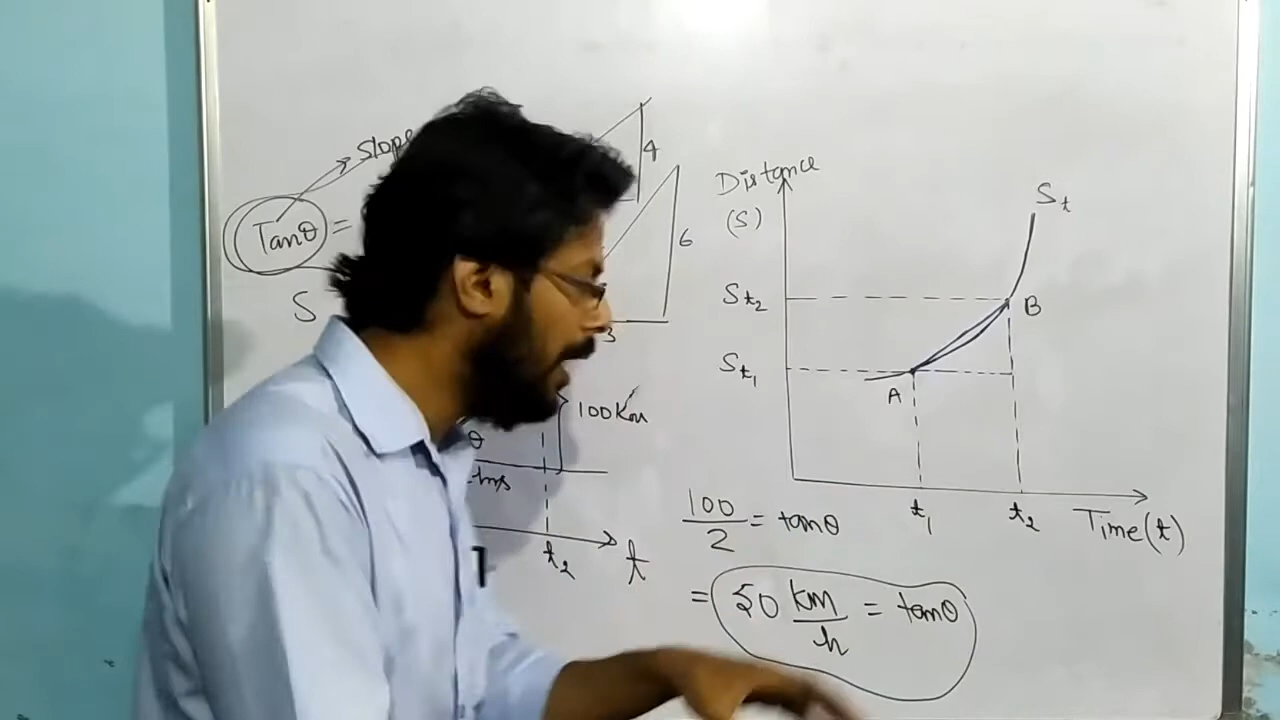 Slope
Tanθ =
S
4
6
3
θ
100Km
t₂
t
Distance
(S)
Sₜ
Sₜ₂
B
Sₜ₁
A
t₁
t₂
Time(t)
100/2 = tanθ
= 50 km/h = tanθ